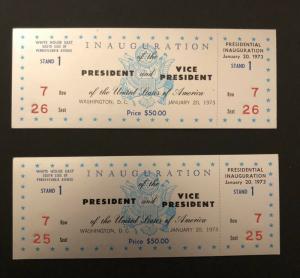 WHITE HOUSE EAST
SOUTH SIDE OF
PENNSYLVANIA AVENUE
STAND 1
7 Row
26 Seat
INAUGURATION
of the
PRESIDENT and VICE PRESIDENT
of the United States of America
WASHINGTON, D. C. JANUARY 20, 1973
Price $50.00
PRESIDENTIAL
INAUGURATION
January 20, 1973
STAND 1
Row 7
Seat 26
WHITE HOUSE EAST
SOUTH SIDE OF
PENNSYLVANIA AVENUE
STAND 1
7 Row
25 Seat
INAUGURATION
of the
PRESIDENT and VICE PRESIDENT
of the United States of America
WASHINGTON, D. C. JANUARY 20, 1973
Price $50.00
PRESIDENTIAL
INAUGURATION
January 20, 1973
STAND 1
Row 7
Seat 25